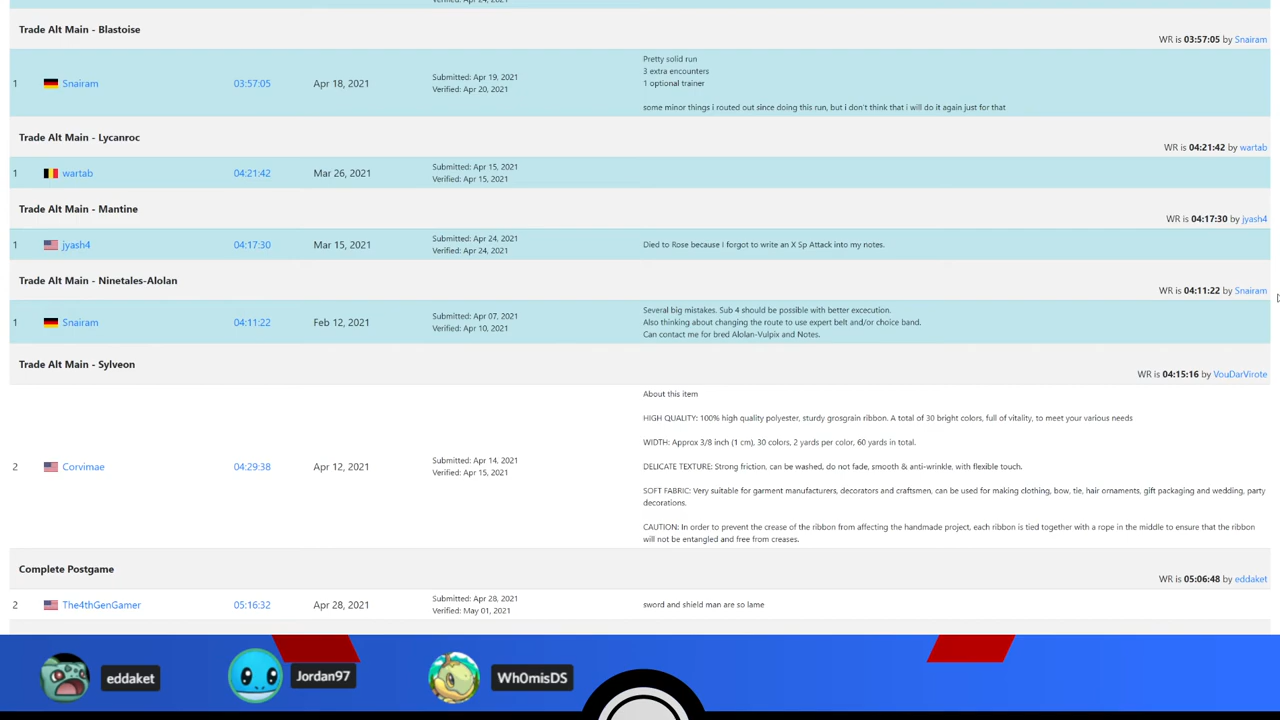 Verified: Apr 24, 2021
Trade Alt Main - Blastoise
WR is 03:57:05 by Snairam
1 Snairam 03:57:05 Apr 18, 2021
Submitted: Apr 19, 2021
Verified: Apr 20, 2021
Pretty solid run
3 extra encounters
1 optional trainer
some minor things i routed out since doing this run, but i don't think that i will do it again just for that
Trade Alt Main - Lycanroc
WR is 04:21:42 by wartab
1 wartab 04:21:42 Mar 26, 2021
Submitted: Apr 15, 2021
Verified: Apr 15, 2021
Trade Alt Main - Mantine
WR is 04:17:30 by jyash4
1 jyash4 04:17:30 Mar 15, 2021
Submitted: Apr 24, 2021
Verified: Apr 24, 2021
Died to Rose because I forgot to write an X Sp Attack into my notes.
Trade Alt Main - Ninetales-Alolan
WR is 04:11:22 by Snairam
1 Snairam 04:11:22 Feb 12, 2021
Submitted: Apr 07, 2021
Verified: Apr 10, 2021
Several big mistakes. Sub 4 should be possible with better excecution.
Also thinking about changing the route to use expert belt and/or choice band.
Can contact me for bred Alolan-Vulpix and Notes.
Trade Alt Main - Sylveon
WR is 04:15:16 by VouDarVirote
2 Corvimae 04:29:38 Apr 12, 2021
Submitted: Apr 14, 2021
Verified: Apr 15, 2021
About this item
HIGH QUALITY: 100% high quality polyester, sturdy grosgrain ribbon. A total of 30 bright colors, full of vitality, to meet your various needs
WIDTH: Approx 3/8 inch (1 cm), 30 colors, 2 yards per color, 60 yards in total.
DELICATE TEXTURE: Strong friction, can be washed, do not fade, smooth & anti-wrinkle, with flexible touch.
SOFT FABRIC: Very suitable for garment manufacturers, decorators and craftsmen, can be used for making clothing, bow, tie, hair ornaments, gift packaging and wedding, party
decorations.
CAUTION: In order to prevent the crease of the ribbon from affecting the handmade project, each ribbon is tied together with a rope in the middle to ensure that the ribbon
will not be entangled and free from creases.
Complete Postgame
WR is 05:06:48 by eddaket
2 The4thGenGamer 05:16:32 Apr 28, 2021
Submitted: Apr 28, 2021
Verified: May 01, 2021
sword and shield man are so lame
eddaket
Jordan97
Wh0misDS